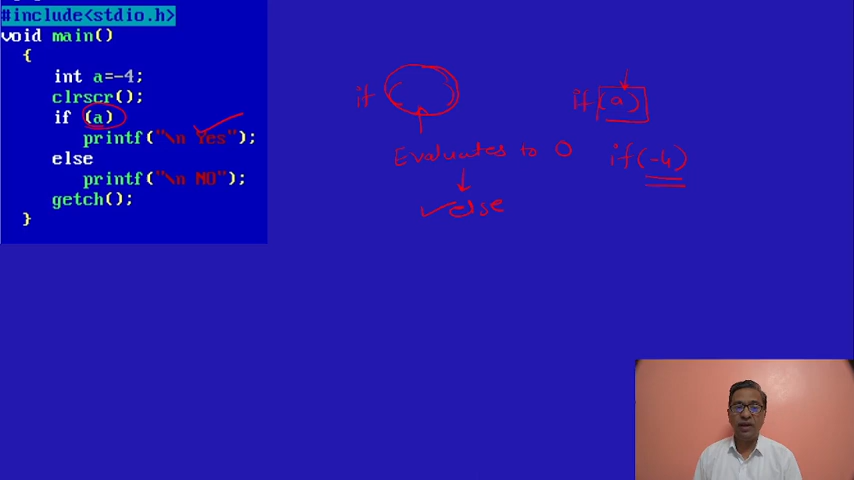 #include<stdio.h>
void main()
{
int a=-4;
clrscr();
if (a)
printf("\n Yes");
else
printf("\n NO");
getch();
}
if ( )
Evaluates to 0
else
if (a)
if (-4)